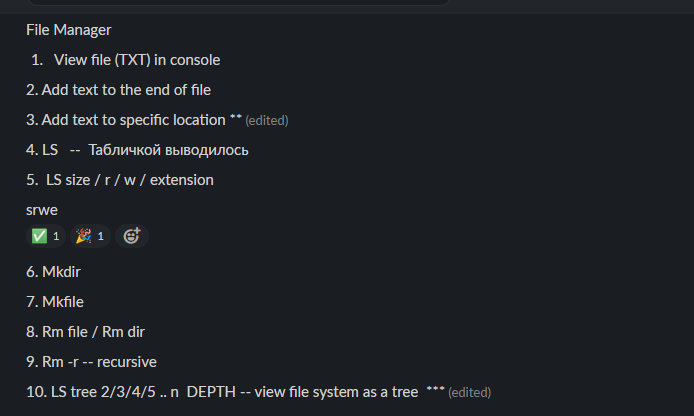 File Manager
1. View file (TXT) in console
2. Add text to the end of file
3. Add text to specific location ** (edited)
4. LS -- Табличкой выводилось
5. LS size / r / w / extension
srwe
1 1
6. Mkdir
7. Mkfile
8. Rm file / Rm dir
9. Rm -r -- recursive
10. LS tree 2/3/4/5 .. n DEPTH -- view file system as a tree *** (edited)